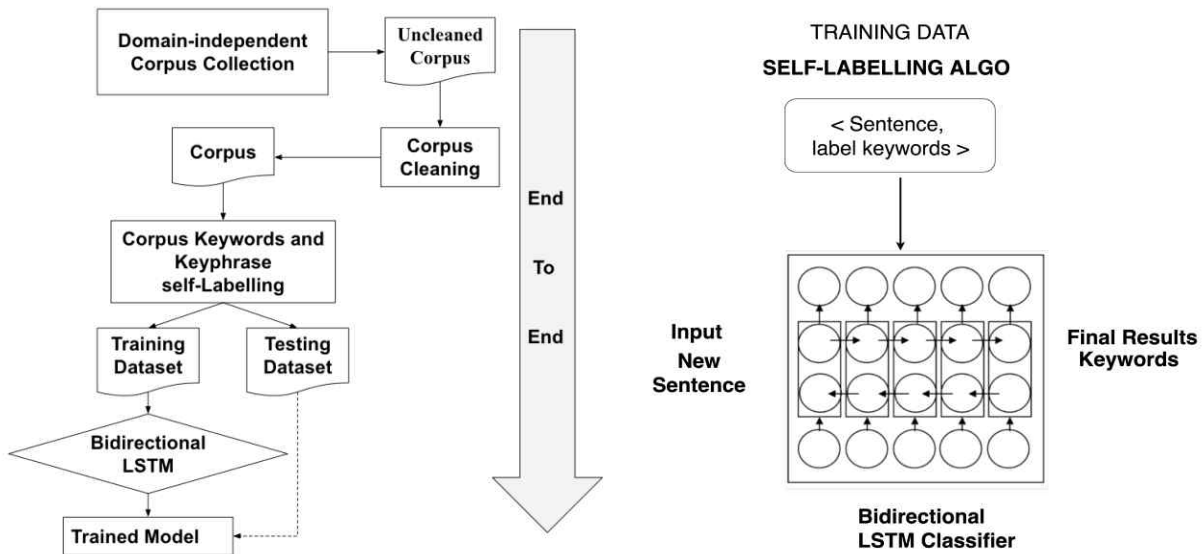 Domain-independent
Corpus Collection
Uncleaned
Corpus
Corpus
Corpus
Cleaning
Corpus Keywords and
Keyphrase
self-Labelling
Training
Dataset
Testing
Dataset
Bidirectional
LSTM
Trained Model
End
To
End
TRAINING DATA
SELF-LABELLING ALGO
< Sentence,
label keywords >
Input
New
Sentence
Final Results
Keywords
Bidirectional
LSTM Classifier